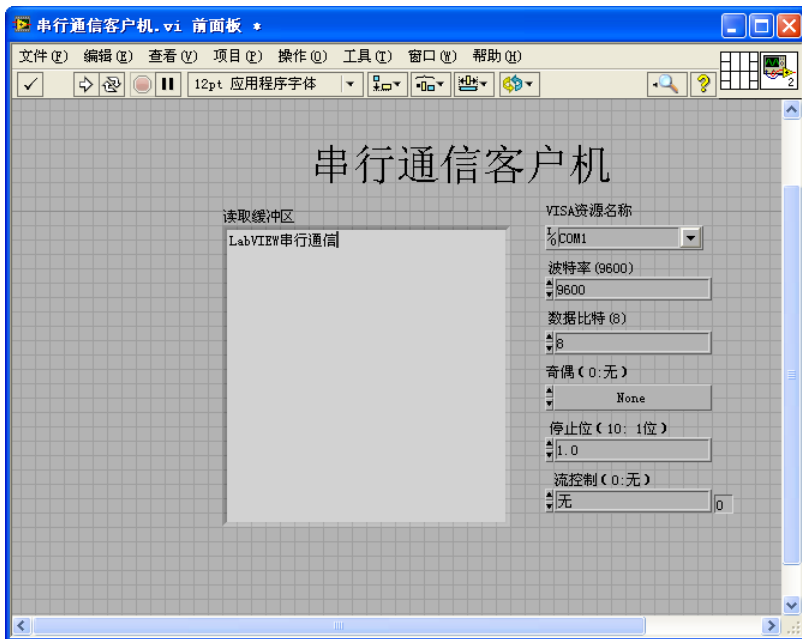 串行通信客户机.vi 前面板 *
文件(F) 编辑(E) 查看(V) 项目(P) 操作(O) 工具(T) 窗口(W) 帮助(H)
12pt 应用程序字体
2
串行通信客户机
读取缓冲区
LabVIEW串行通信
VISA资源名称
I/O COM1
波特率(9600)
9600
数据比特(8)
8
奇偶(0:无)
None
停止位(10: 1位)
1.0
流控制(0:无)
无
0